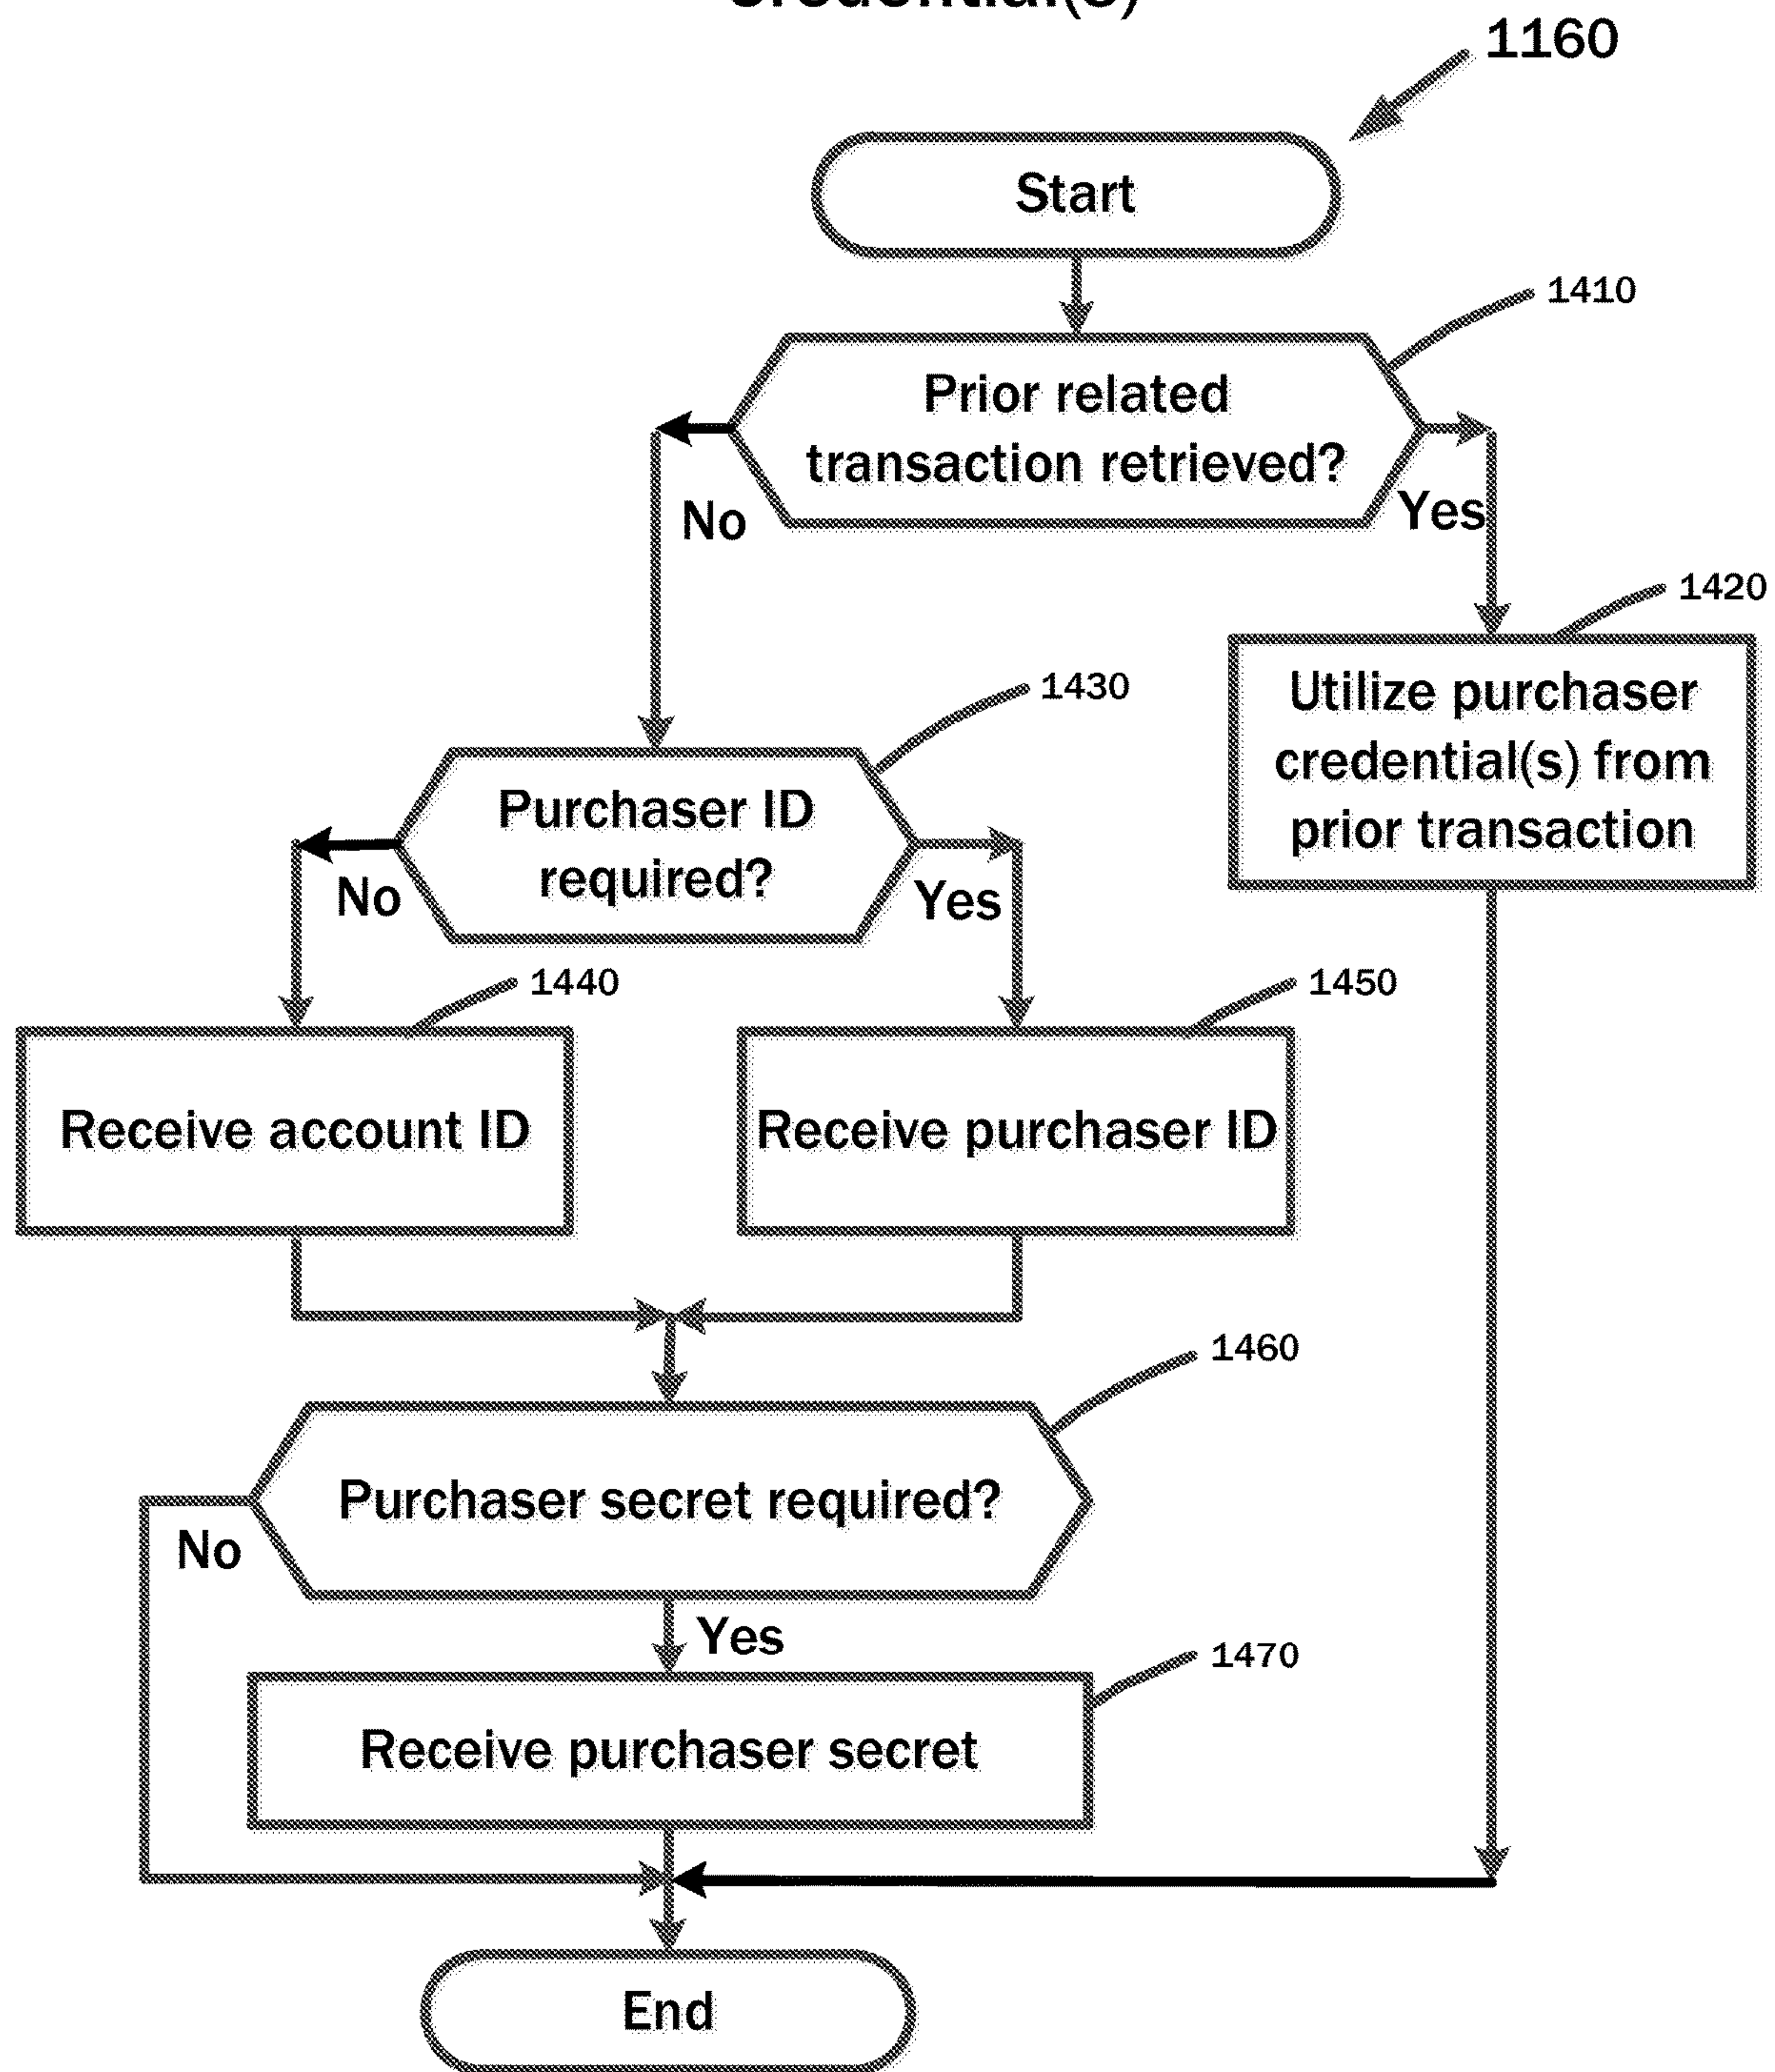 1160
Start
1410
Prior related
transaction retrieved?
No
Yes
1420
Utilize purchaser
credential(s) from
prior transaction
1430
Purchaser ID
required?
No
Yes
1440
1450
Receive account ID
Receive purchaser ID
1460
Purchaser secret required?
No
Yes
1470
Receive purchaser secret
End